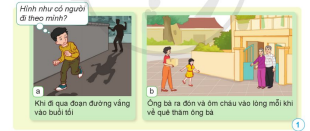 Hình như có người
đi theo mình?
a
Khi đi qua đoạn đường vắng
vào buổi tối
b
Ông bà ra đón và ôm cháu vào lòng mỗi khi
về quê thăm ông bà
1